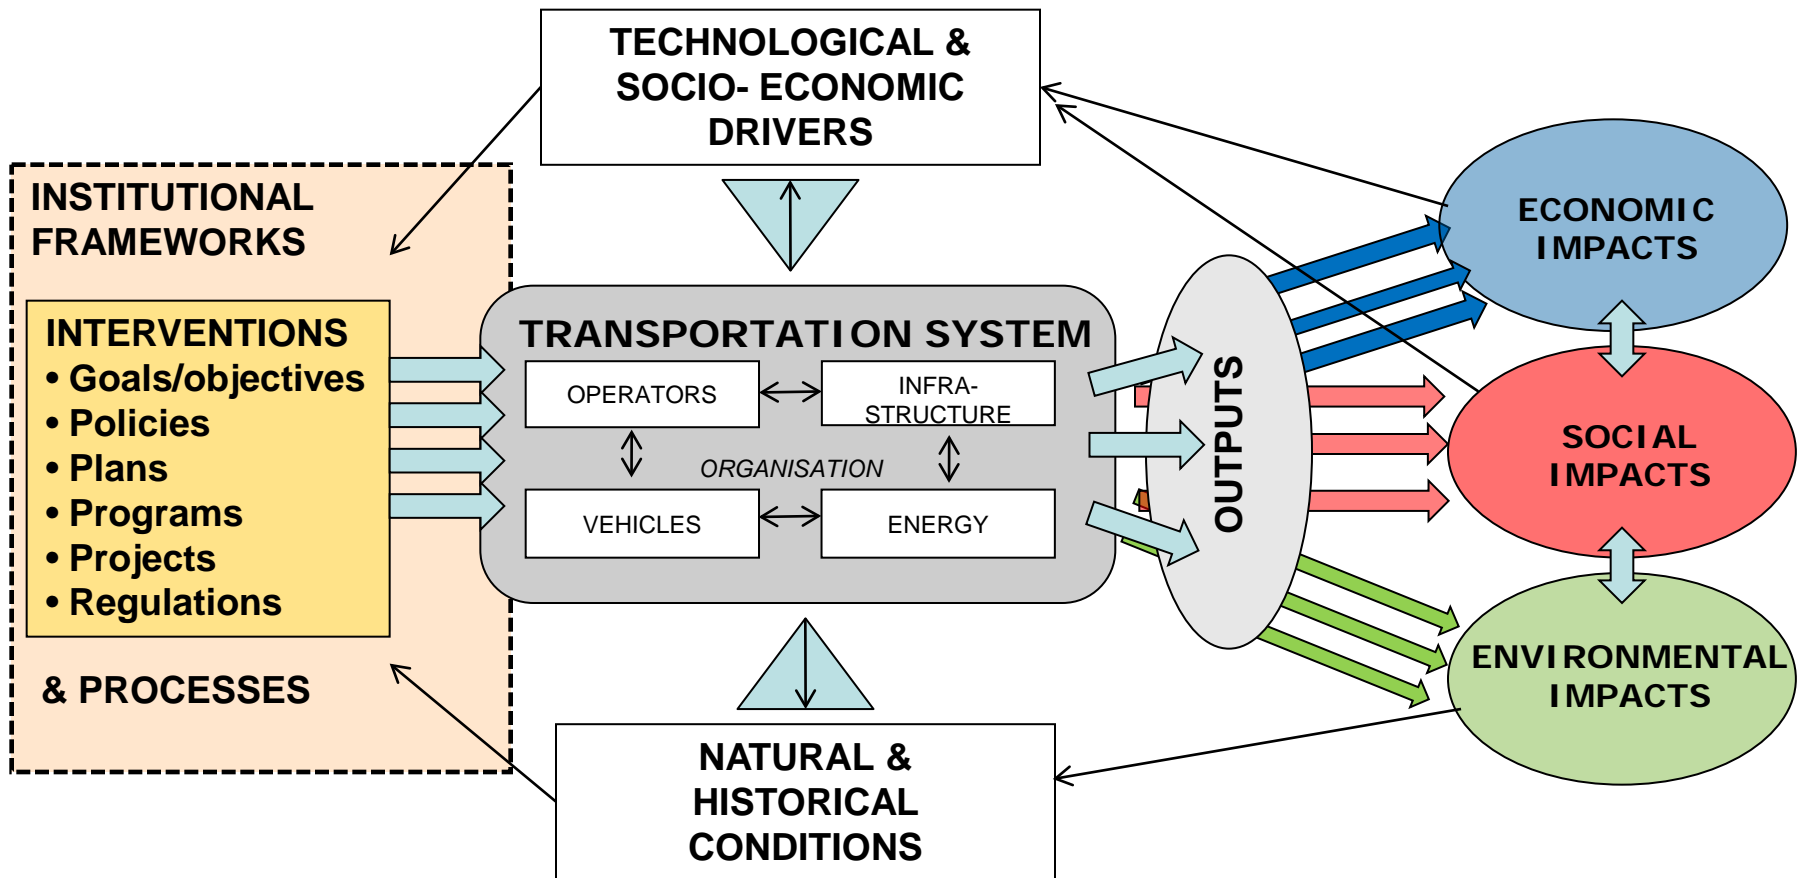 TECHNOLOGICAL &
SOCIO- ECONOMIC
DRIVERS
INSTITUTIONAL
FRAMEWORKS
INTERVENTIONS
• Goals/objectives
• Policies
• Plans
• Programs
• Projects
• Regulations
& PROCESSES
TRANSPORTATION SYSTEM
OPERATORS
INFRA-
STRUCTURE
ORGANISATION
VEHICLES
ENERGY
OUTPUTS
ECONOMIC
IMPACTS
SOCIAL
IMPACTS
ENVIRONMENTAL
IMPACTS
NATURAL &
HISTORICAL
CONDITIONS